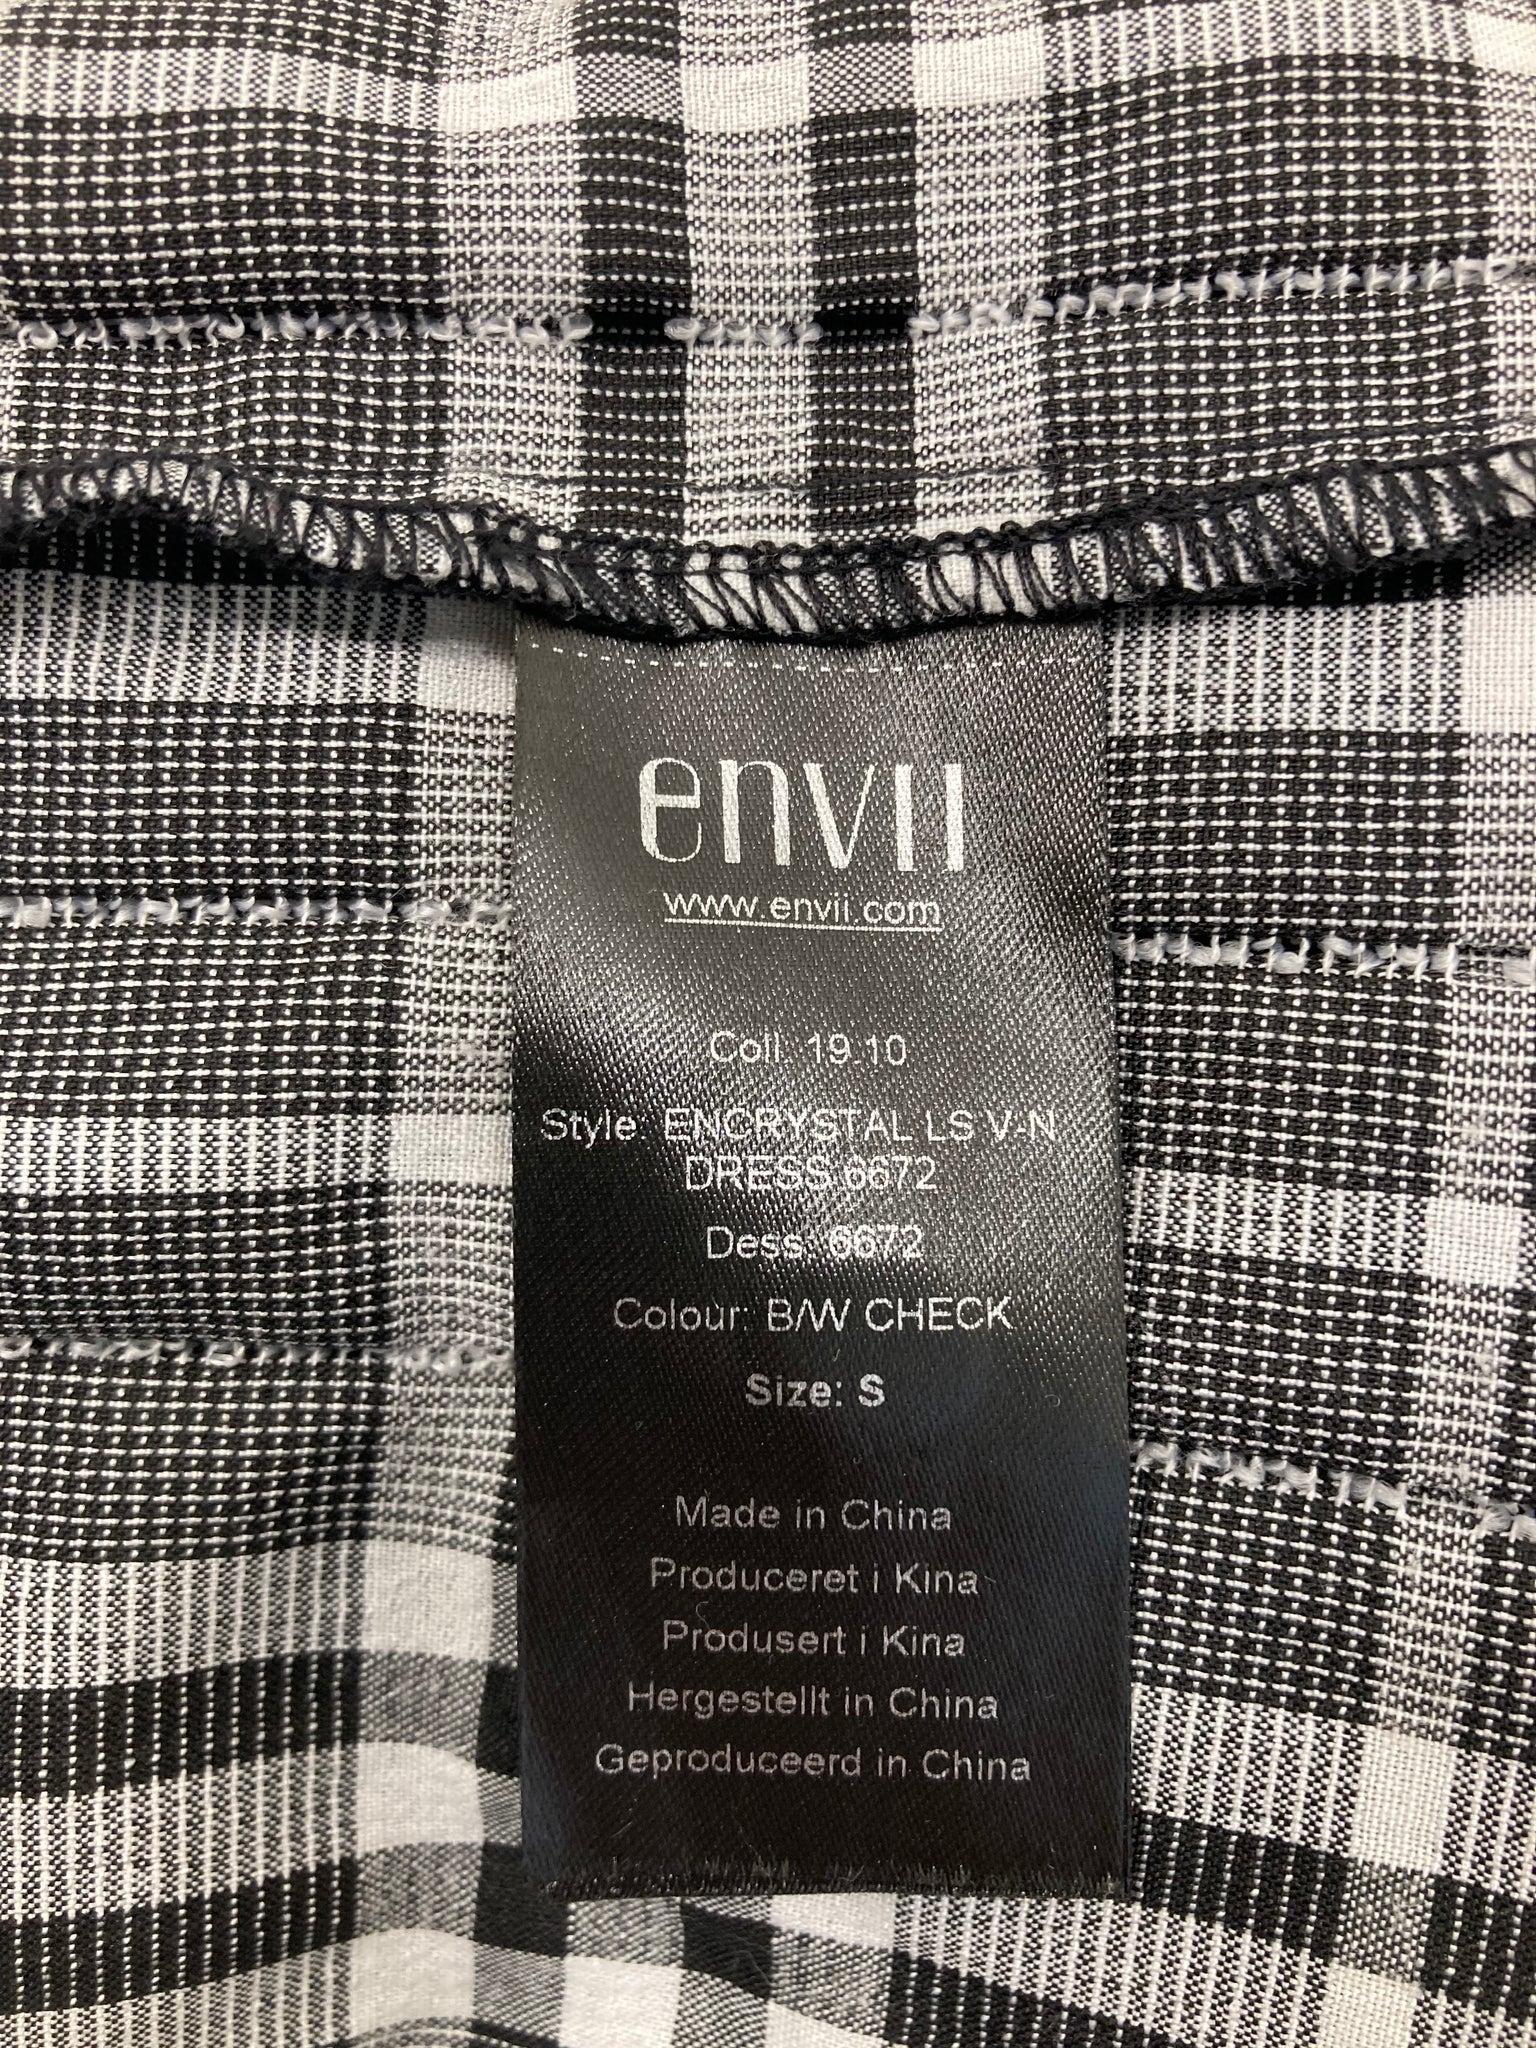 envii
www.envii.com
Coll. 19.10
Style: ENCRYSTAL LS V-N
DRESS 6672
Dess: 6672
Colour: B/W CHECK
Size: S
Made in China
Produceret i Kina
Produsert i Kina
Hergestellt in China
Geproduceerd in China